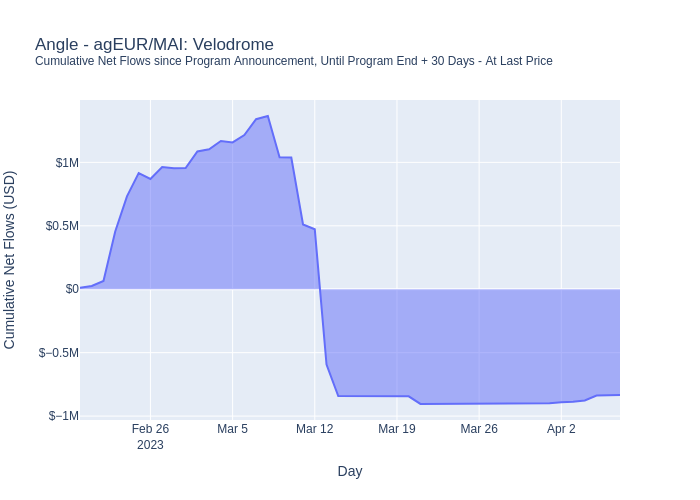 Angle - agEUR/MAI: Velodrome
Cumulative Net Flows since Program Announcement, Until Program End + 30 Days - At Last Price
Cumulative Net Flows (USD)
$1M
$0.5M
$0
$−0.5M
$−1M
Feb 26
2023
Mar 5
Mar 12
Mar 19
Mar 26
Apr 2
Day